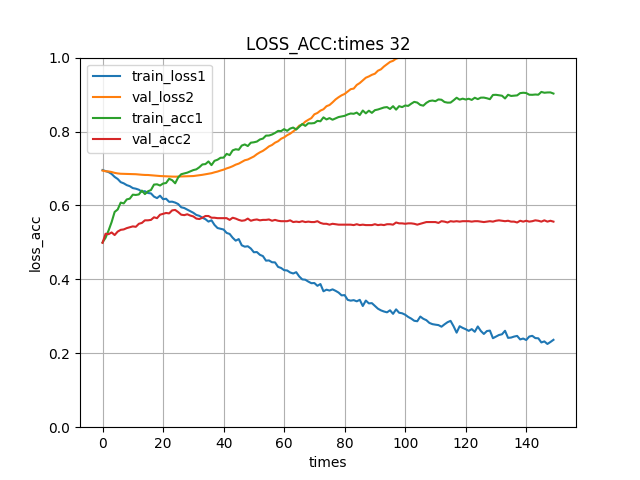 LOSS_ACC:times 32
train_loss1
val_loss2
train_acc1
val_acc2
loss_acc
1.0
0.8
0.6
0.4
0.2
0.0
0 20 40 60 80 100 120 140
times